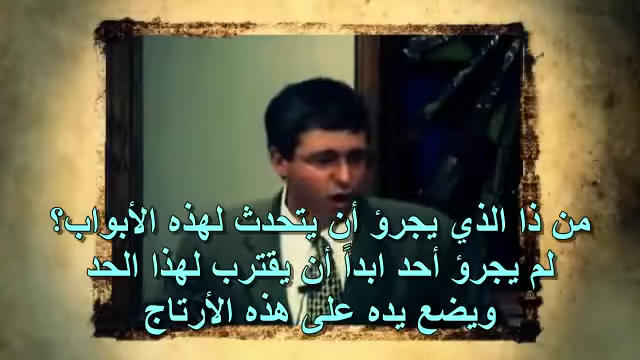 من ذا الذي يجرؤ أن يتحدث لهذه الأبواب؟
لم يجرؤ أحد ابداً أن يقترب لهذا الحد
ويضع يده على هذه الأرتاج